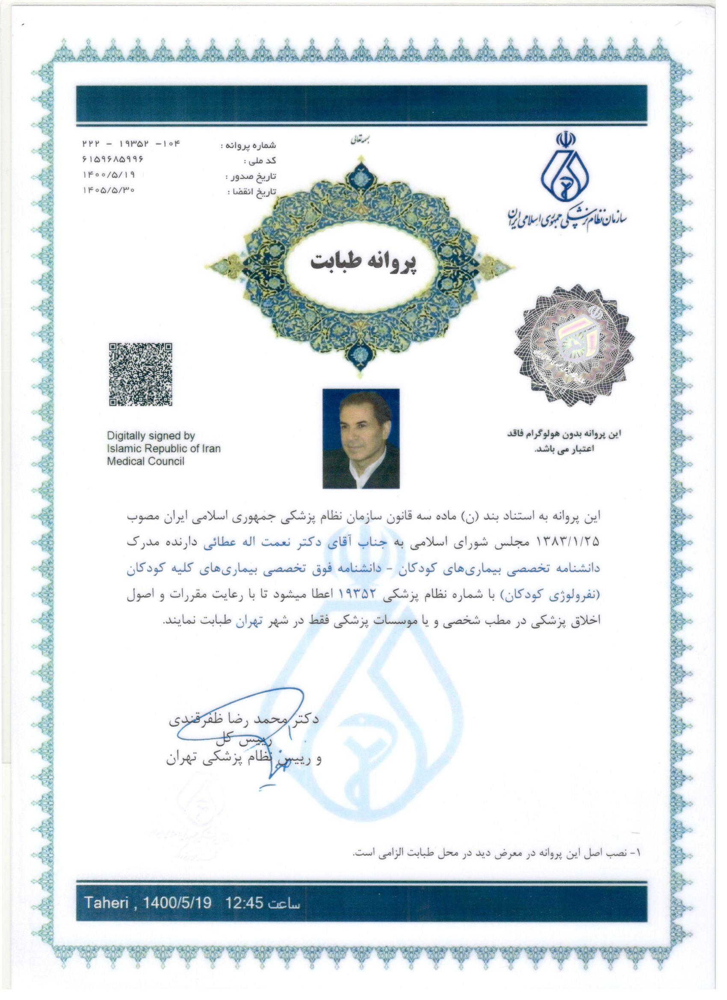 بسمه تعالی
سازمان نظام پزشکی جمهوری اسلامی ایران
شماره پروانه : ۲۲۲ - ۱۹۳۵۲ -۱۰۴
کد ملی : ۶۱۵۹۶۸۵۹۹۶
تاریخ صدور : ۱۴۰۰/۵/۱۹
تاریخ انقضا : ۱۴۰۵/۵/۳۰
پروانه طبابت
این پروانه بدون هولوگرام فاقد
اعتبار می باشد.
Digitally signed by
Islamic Republic of Iran
Medical Council
این پروانه به استناد بند (ن) ماده سه قانون سازمان نظام پزشکی جمهوری اسلامی ایران مصوب
۱۳۸۳/۱/۲۵ مجلس شورای اسلامی به جناب آقای دکتر نعمت اله عطائی دارنده مدرک
دانشنامه تخصصی بیماری‌های کودکان - دانشنامه فوق تخصصی بیماری‌های کلیه کودکان
(نفرولوژی کودکان) با شماره نظام پزشکی ۱۹۳۵۲ اعطا میشود تا با رعایت مقررات و اصول
اخلاق پزشکی در مطب شخصی و یا موسسات پزشکی فقط در شهر تهران طبابت نمایند.
دکتر محمد رضا ظفرقندی
رییس کل
و رییس نظام پزشکی تهران
۱- نصب اصل این پروانه در معرض دید در محل طبابت الزامی است.
Taheri , 1400/5/19 12:45 ساعت